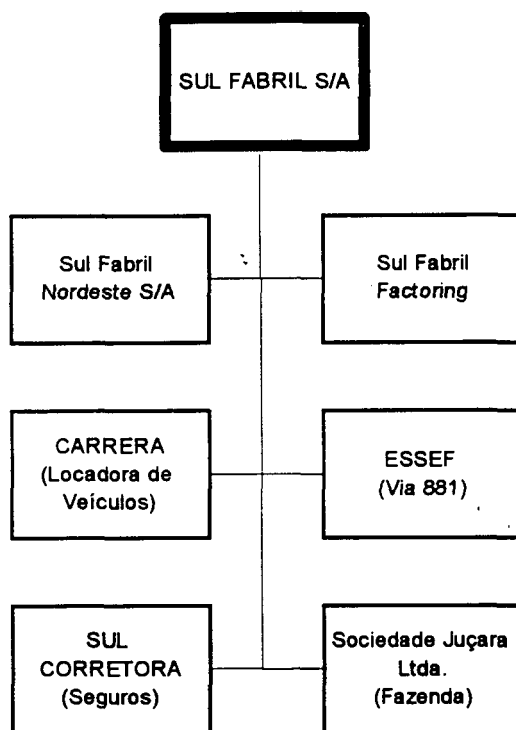 SUL FABRIL S/A
Sul Fabril
Nordeste S/A
Sul Fabril
Factoring
CARRERA
(Locadora de
Veículos)
ESSEF
(Via 881)
SUL
CORRETORA
(Seguros)
Sociedade Juçara
Ltda.
(Fazenda)